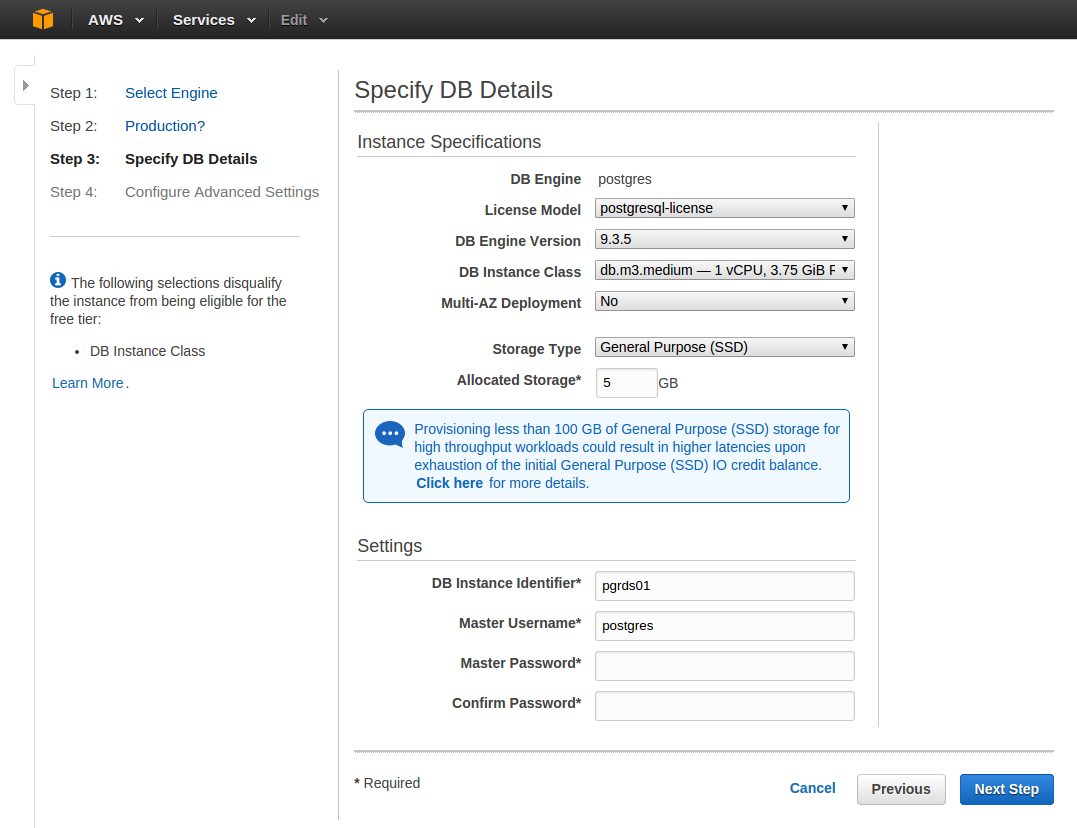 AWS Services Edit
Step 1: Select Engine
Step 2: Production?
Step 3: Specify DB Details
Step 4: Configure Advanced Settings
The following selections disqualify
the instance from being eligible for the
free tier:
• DB Instance Class
Learn More.
Specify DB Details
Instance Specifications
DB Engine postgres
License Model postgresql-license
DB Engine Version 9.3.5
DB Instance Class db.m3.medium — 1 vCPU, 3.75 GiB
Multi-AZ Deployment No
Storage Type General Purpose (SSD)
Allocated Storage* 5 GB
Provisioning less than 100 GB of General Purpose (SSD) storage for
high throughput workloads could result in higher latencies upon
exhaustion of the initial General Purpose (SSD) IO credit balance.
Click here for more details.
Settings
DB Instance Identifier* pgrds01
Master Username* postgres
Master Password*
Confirm Password*
* Required
Cancel Previous Next Step